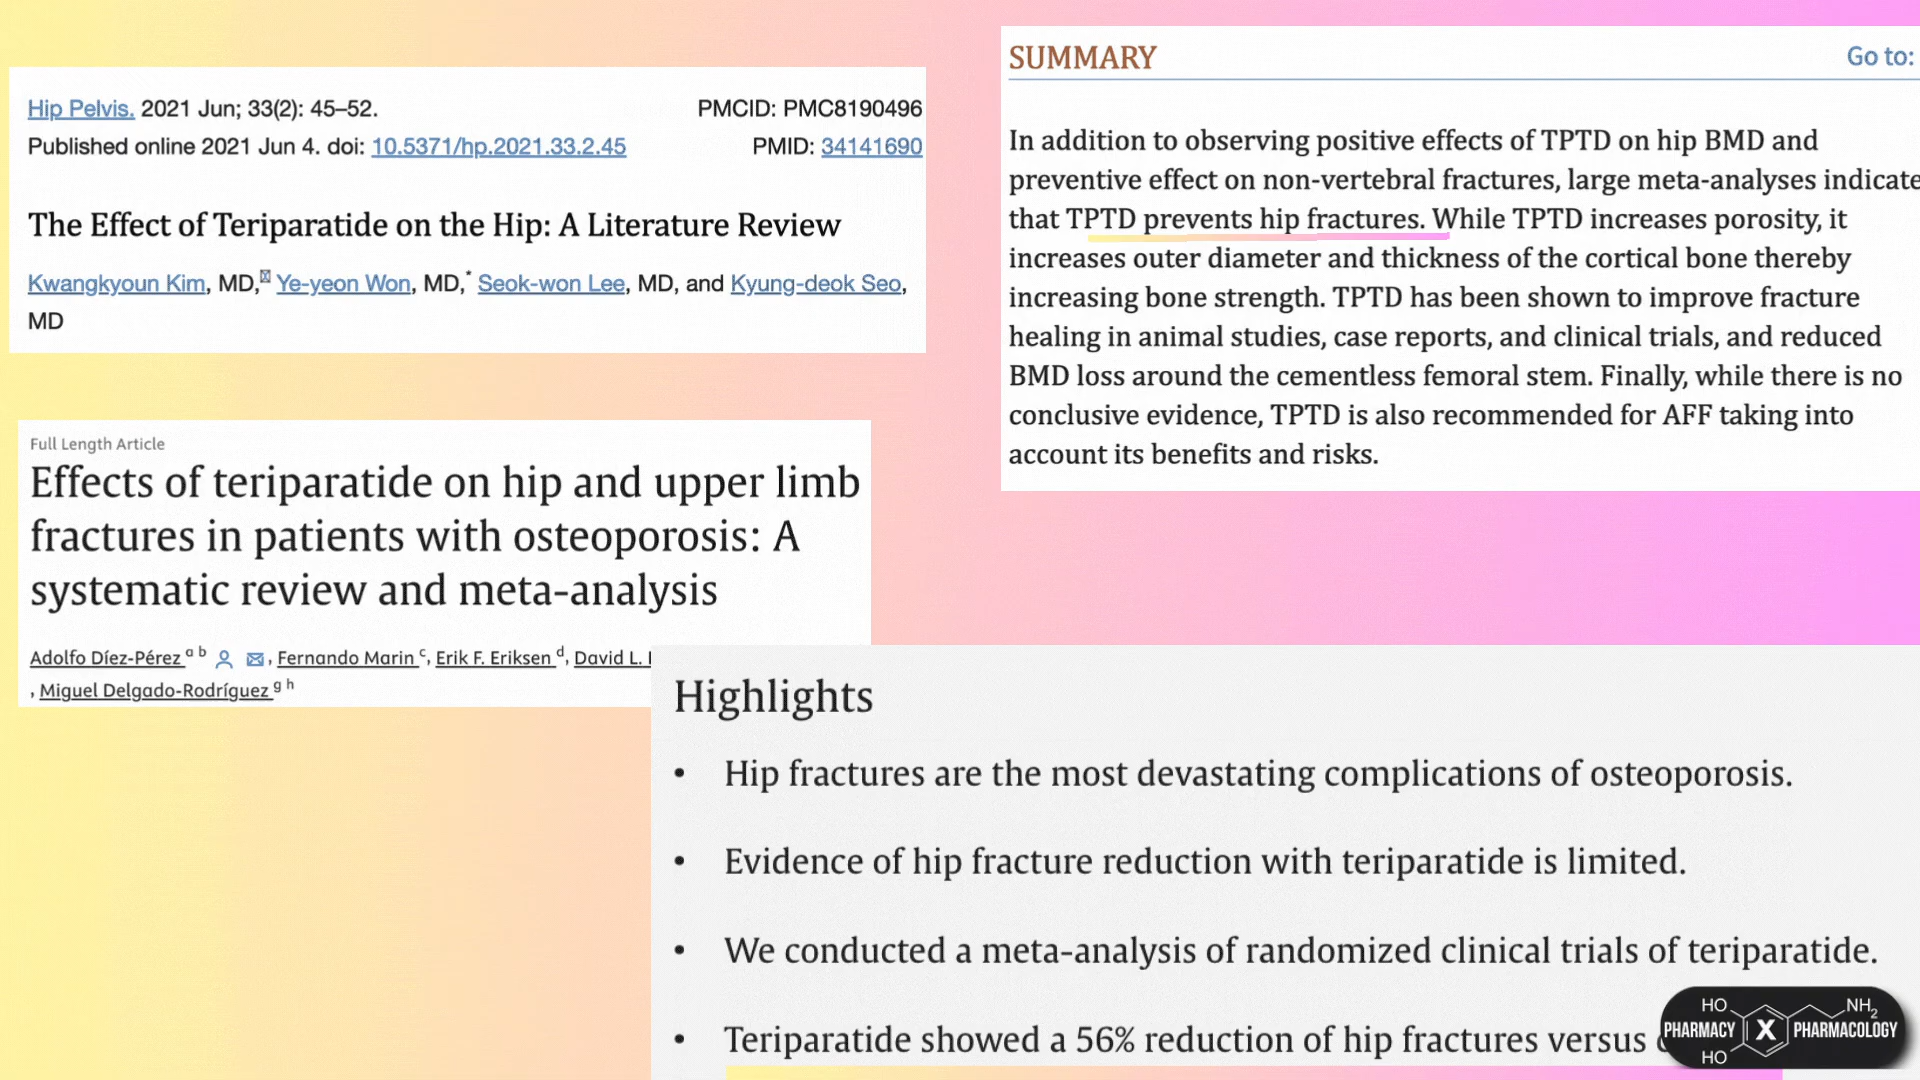 Hip Pelvis. 2021 Jun; 33(2): 45–52.
PMCID: PMC8190496
Published online 2021 Jun 4. doi: 10.5371/hp.2021.33.2.45
PMID: 34141690
The Effect of Teriparatide on the Hip: A Literature Review
Kwangkyoun Kim, MD, Ye-yeon Won, MD,* Seok-won Lee, MD, and Kyung-deok Seo,
MD
SUMMARY
Go to:
In addition to observing positive effects of TPTD on hip BMD and
preventive effect on non-vertebral fractures, large meta-analyses indicate
that TPTD prevents hip fractures. While TPTD increases porosity, it
increases outer diameter and thickness of the cortical bone thereby
increasing bone strength. TPTD has been shown to improve fracture
healing in animal studies, case reports, and clinical trials, and reduced
BMD loss around the cementless femoral stem. Finally, while there is no
conclusive evidence, TPTD is also recommended for AFF taking into
account its benefits and risks.
Full Length Article
Effects of teriparatide on hip and upper limb
fractures in patients with osteoporosis: A
systematic review and meta-analysis
Adolfo Díez-Pérez a b, Fernando Marin c, Erik F. Eriksen d, David L.
, Miguel Delgado-Rodríguez g h
Highlights
• Hip fractures are the most devastating complications of osteoporosis.
• Evidence of hip fracture reduction with teriparatide is limited.
• We conducted a meta-analysis of randomized clinical trials of teriparatide.
• Teriparatide showed a 56% reduction of hip fractures versus
HO
NH2
PHARMACY X PHARMACOLOGY
HO